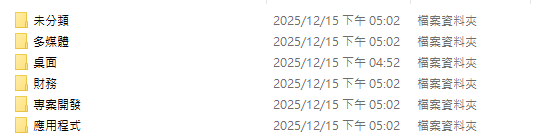 未分類 2025/12/15 下午 05:02 檔案資料夾
多媒體 2025/12/15 下午 05:02 檔案資料夾
桌面 2025/12/15 下午 04:52 檔案資料夾
財務 2025/12/15 下午 05:02 檔案資料夾
專案開發 2025/12/15 下午 05:02 檔案資料夾
應用程式 2025/12/15 下午 05:02 檔案資料夾